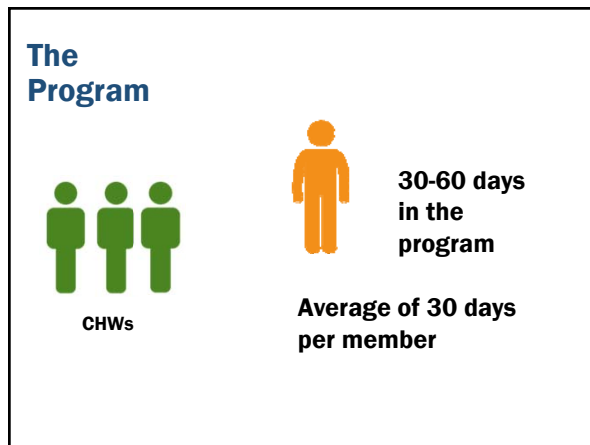 The
Program
30-60 days
in the
program
CHWs
Average of 30 days
per member